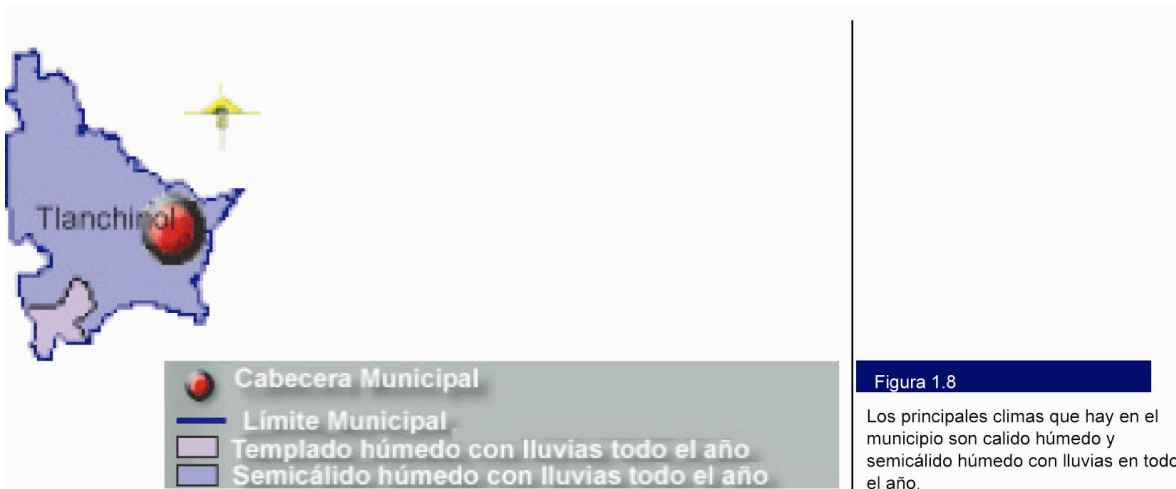 Tlanchinol
Cabecera Municipal
Límite Municipal
Templado húmedo con lluvias todo el año
Semicálido húmedo con lluvias todo el año
Figura 1.8
Los principales climas que hay en el
municipio son calido húmedo y
semicálido húmedo con lluvias en todo
el año.